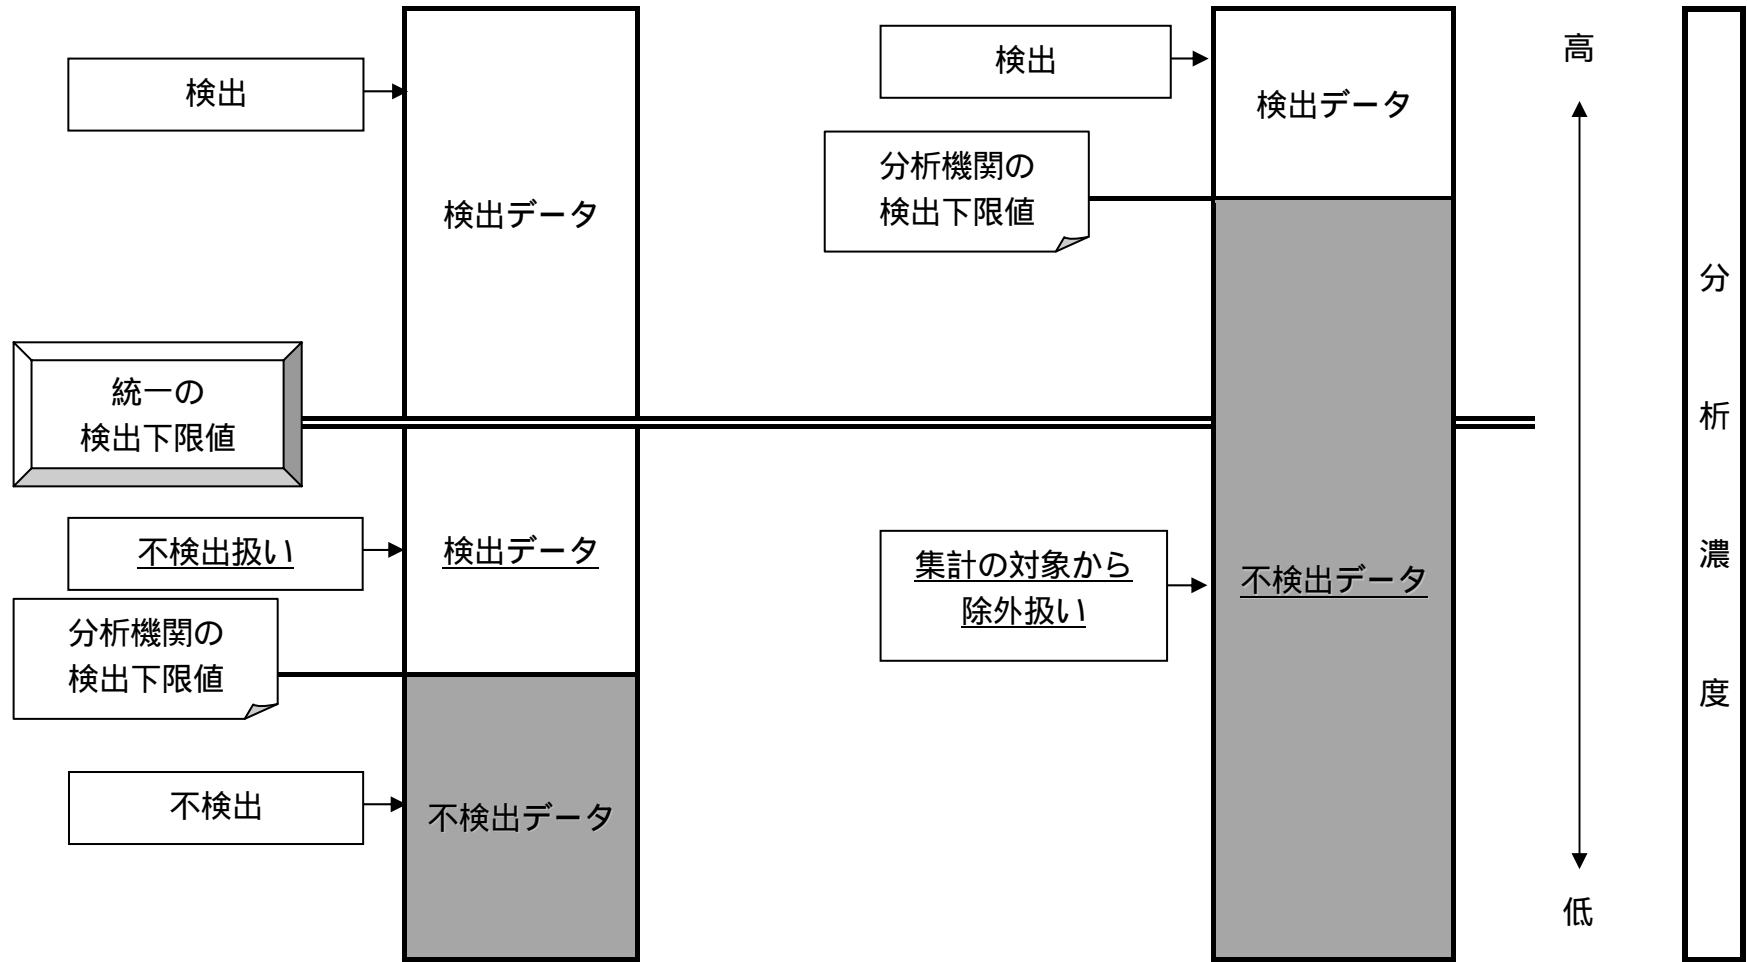 検出
検出データ
統一の
検出下限値
不検出扱い
検出データ
分析機関の
検出下限値
不検出
不検出データ
検出
検出データ
分析機関の
検出下限値
集計の対象から
除外扱い
不検出データ
高
低
分
析
濃
度